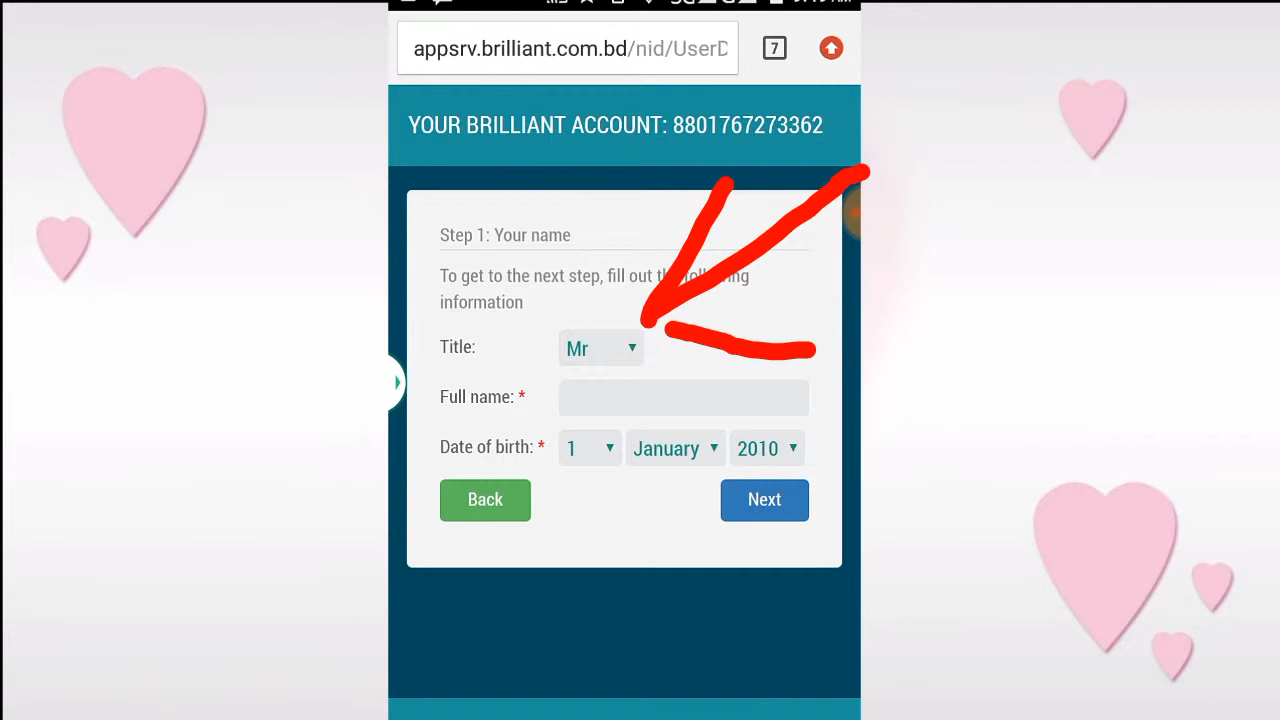 appsrv.brilliant.com.bd/nid/UserD
7
YOUR BRILLIANT ACCOUNT: 8801767273362
Step 1: Your name
To get to the next step, fill out the following
information
Title: Mr
Full name: *
Date of birth: * 1 January 2010
Back Next